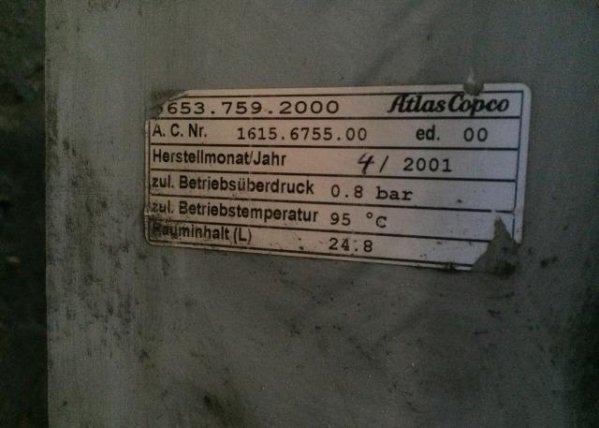 653.759.2000 Atlas Copco
A. C. Nr. 1615.6755.00 ed. 00
Herstellmonat/Jahr 4/ 2001
zul. Betriebsüberdruck 0.8 bar
zul. Betriebstemperatur 95 °C
Rauminhalt (L) 24.8